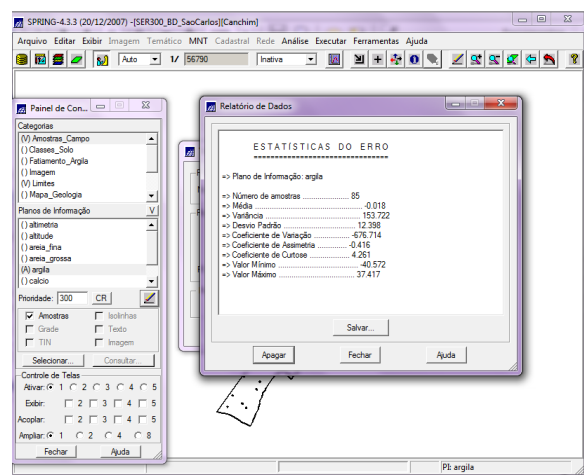 SPRING-4.3.3 (20/12/2007) -[SER300_BD_SaoCarlos][Canchim]
Arquivo Editar Exibir Imagem Temático MNT Cadastral Rede Análise Executar Ferramentas Ajuda
Auto 1/ 56790 Inativa
Painel de Con...
Categorias
(V) Amostras_Campo
() Classes_Solo
() Fatiamento_Argila
() Imagem
(V) Limites
() Mapa_Geologia
Planos de Informação V
() altimetria
() altitude
() areia_fina
() areia_grossa
(A) argila
() calcio
Prioridade: 300 CR
Amostras Isolinhas
Grade Texto
TIN Imagem
Selecionar... Consultar...
Controle de Telas
Ativar: 1 2 3 4 5
Exibir: 2 3 4 5
Acoplar: 2 3 4 5
Ampliar: 1 2 4 8
Fechar Ajuda
Relatório de Dados
ESTATÍSTICAS DO ERRO
================================
=> Plano de Informação: argila
=> Número de amostras ..................... 85
=> Média ................................................ -0.018
=> Variância ............................................ 153.722
=> Desvio Padrão ................................. 12.398
=> Coeficiente de Variação .................. -676.714
=> Coeficiente de Assimetria ............ -0.416
=> Coeficiente de Curtose .................. 4.261
=> Valor Mínimo ..................................... -40.572
=> Valor Máximo .................................. 37.417
Salvar...
Apagar Fechar Ajuda
PI: argila